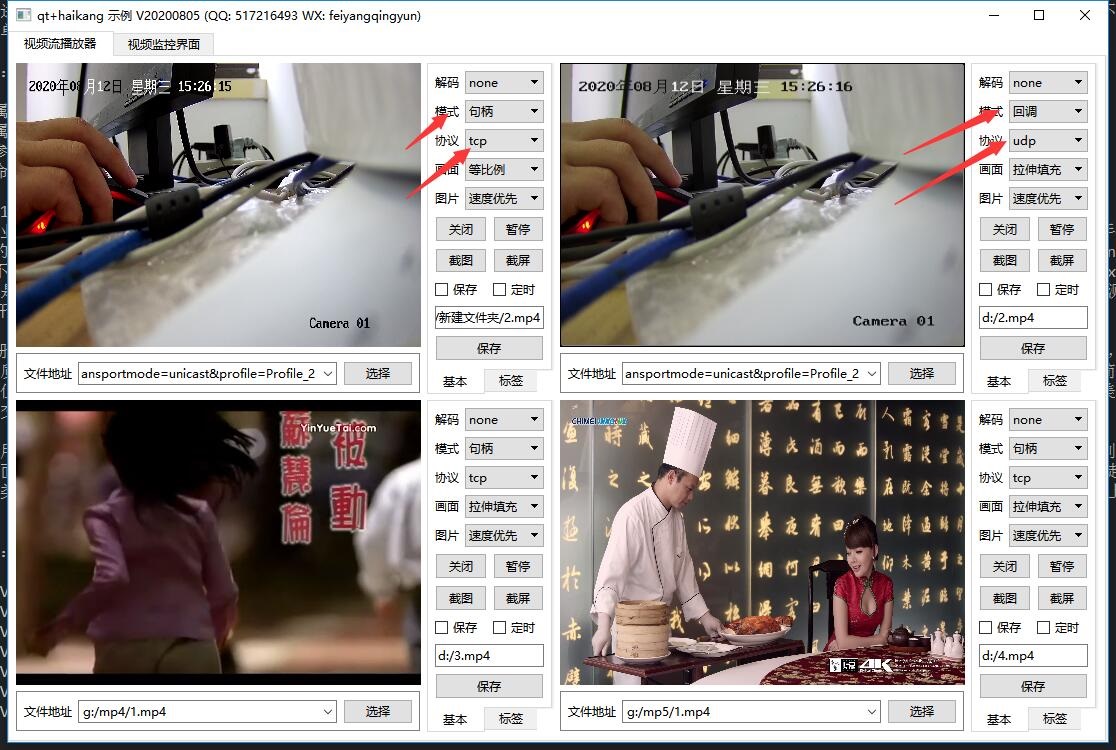 qt+haikang 示例 V20200805 (QQ: 517216493 WX: feiyangqingyun)
视频流播放器
视频监控界面
2020年08月12日 星期三 15:26:15
Camera 01
解码 none
模式 句柄
协议 tcp
画面 等比例
图片 速度优先
关闭 暂停
截图 截屏
保存 定时
/新建文件夹/2.mp4
保存
文件地址 ansportmode=unicast&profile=Profile_2 选择
基本 标签
2020年08月12日 星期三 15:26:16
Camera 01
解码 none
模式 回调
协议 udp
画面 拉伸填充
图片 速度优先
关闭 暂停
截图 截屏
保存 定时
d:/2.mp4
保存
文件地址 ansportmode=unicast&profile=Profile_2 选择
基本 标签
YinYueTai.com
被動
蘇慧倫
解码 none
模式 句柄
协议 tcp
画面 拉伸填充
图片 速度优先
关闭 暂停
截图 截屏
保存 定时
d:/3.mp4
保存
文件地址 g:/mp4/1.mp4 选择
基本 标签
CHIMEI
4K
解码 none
模式 句柄
协议 tcp
画面 拉伸填充
图片 速度优先
关闭 暂停
截图 截屏
保存 定时
d:/4.mp4
保存
文件地址 g:/mp5/1.mp4 选择
基本 标签